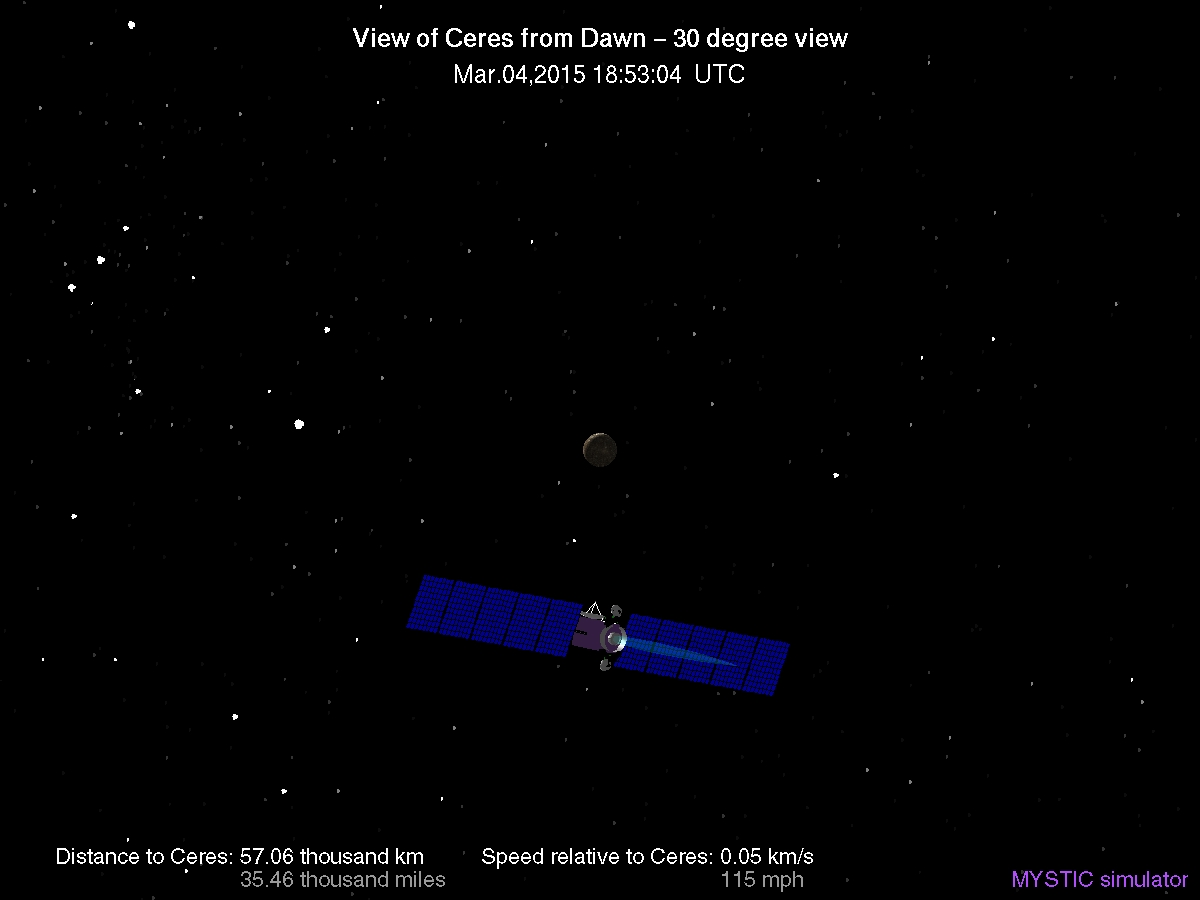 View of Ceres from Dawn – 30 degree view
Mar.04,2015 18:53:04 UTC
Distance to Ceres: 57.06 thousand km
35.46 thousand miles
Speed relative to Ceres: 0.05 km/s
115 mph
MYSTIC simulator